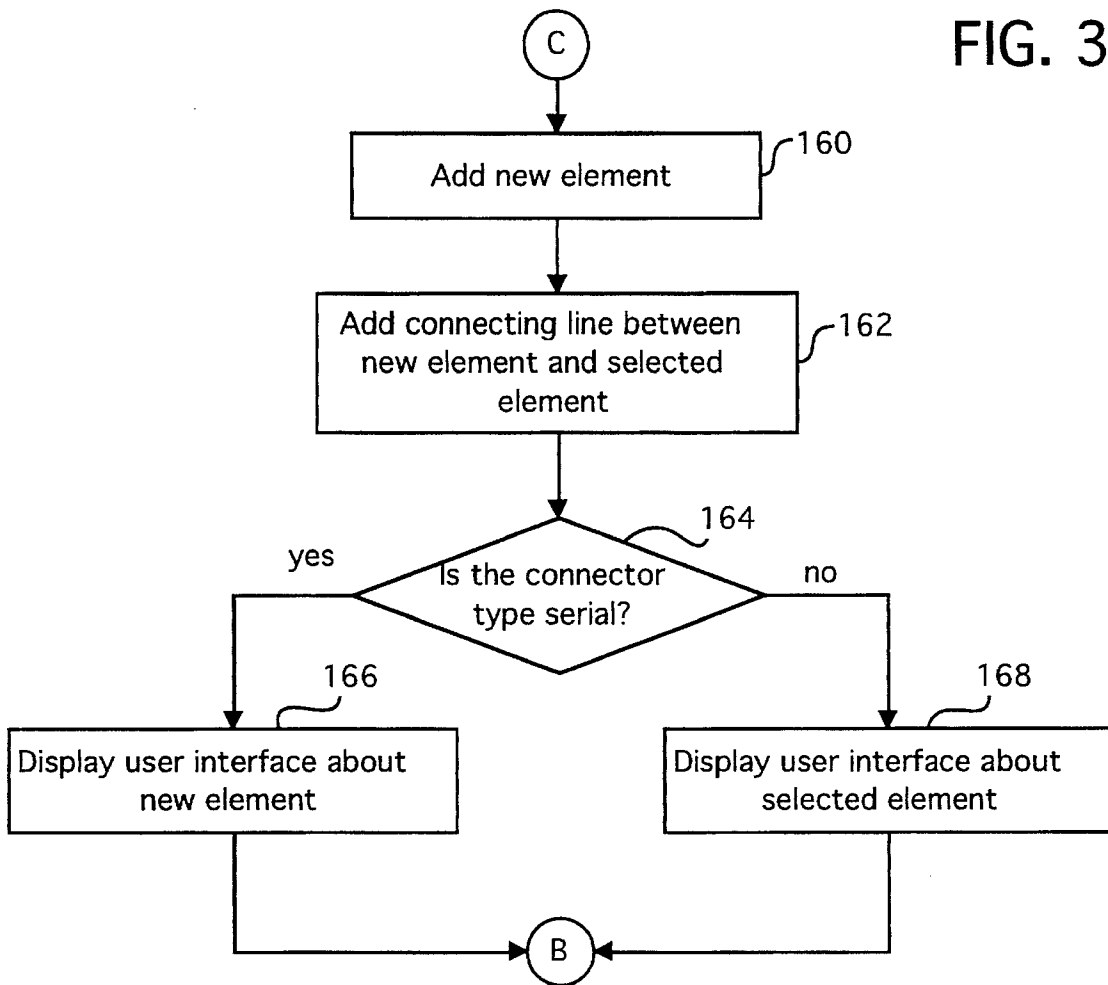 C
FIG. 3
Add new element
160
Add connecting line between
new element and selected
element
162
164
yes
Is the connector
type serial?
no
166
168
Display user interface about
new element
Display user interface about
selected element
B